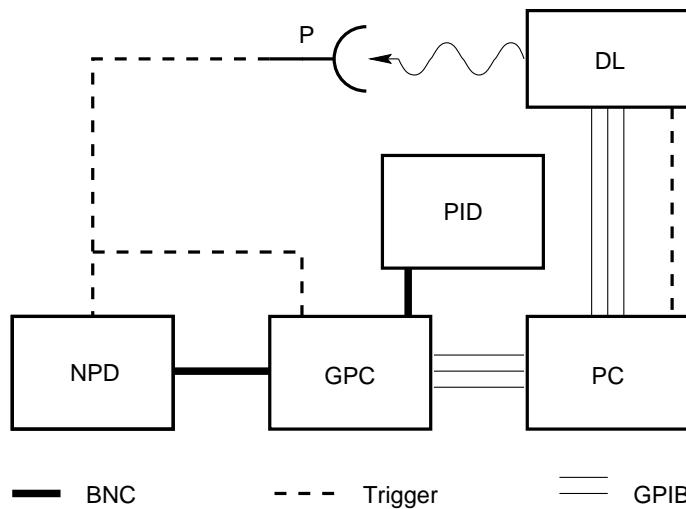 P
DL
PID
NPD
GPC
PC
BNC
Trigger
GPIB